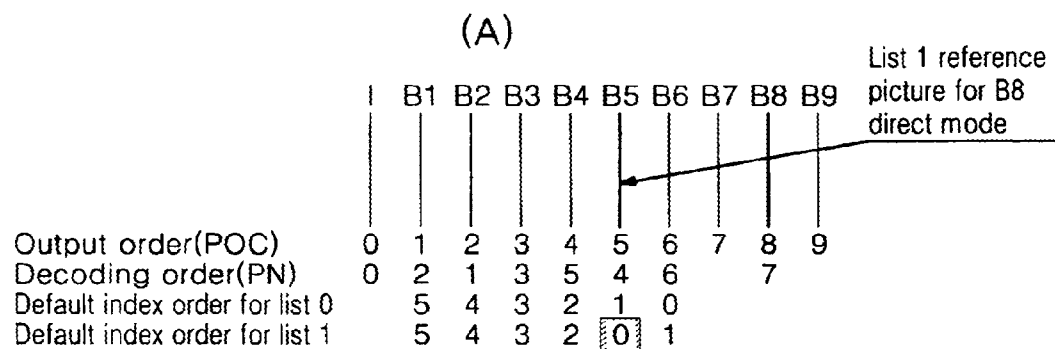 (A)
List 1 reference
picture for B8
direct mode
I B1 B2 B3 B4 B5 B6 B7 B8 B9
Output order(POC) 0 1 2 3 4 5 6 7 8 9
Decoding order(PN) 0 2 1 3 5 4 6 7
Default index order for list 0 5 4 3 2 1 0
Default index order for list 1 5 4 3 2 0 1